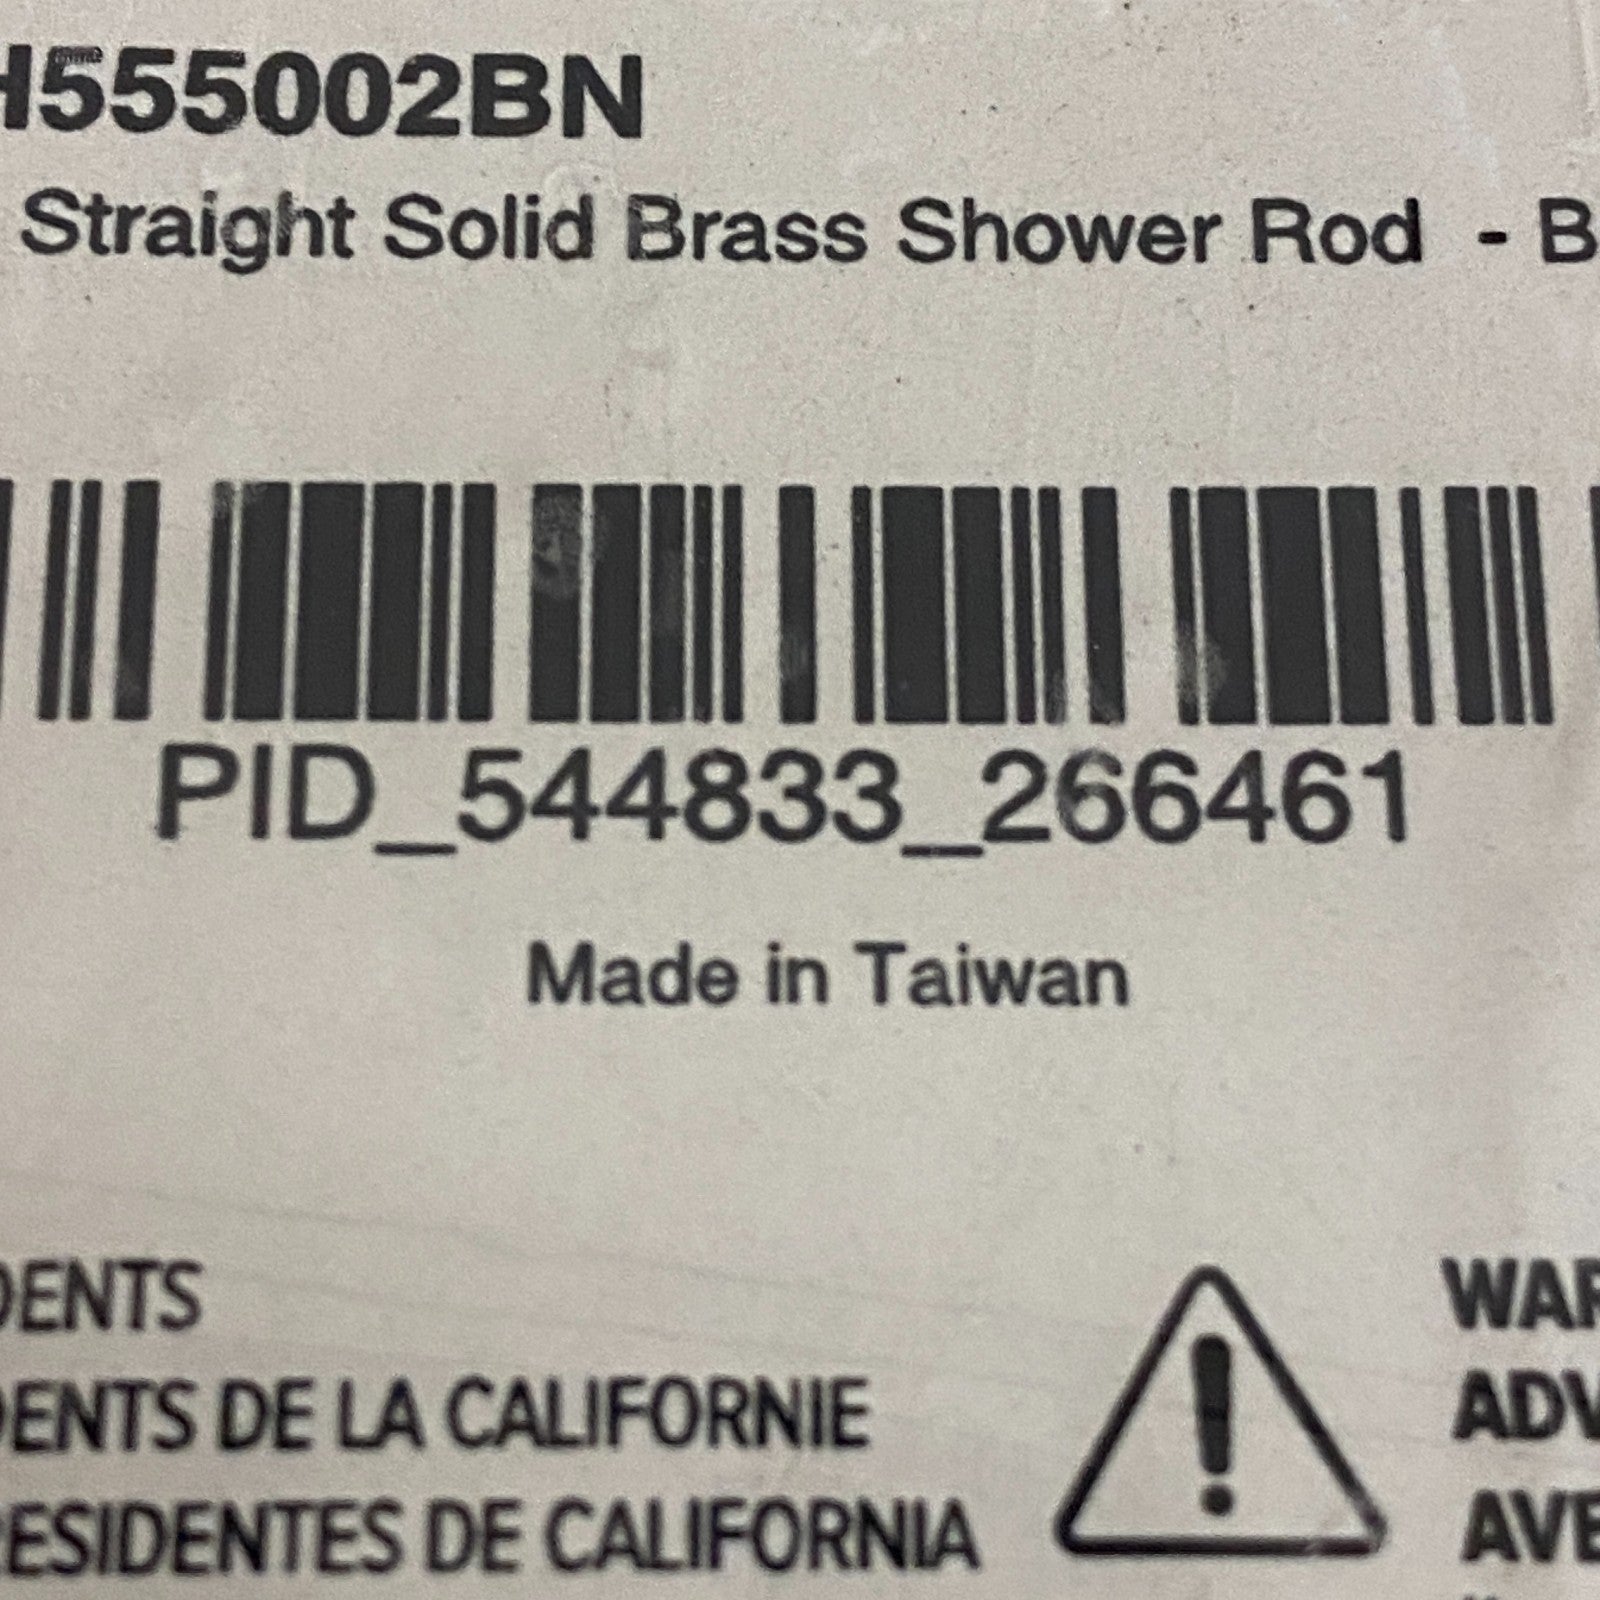 H555002BN
Straight Solid Brass Shower Rod - B
PID_544833_266461
Made in Taiwan
DENTS
DENTS DE LA CALIFORNIE
RESIDENTES DE CALIFORNIA
WAR
ADV
AVE